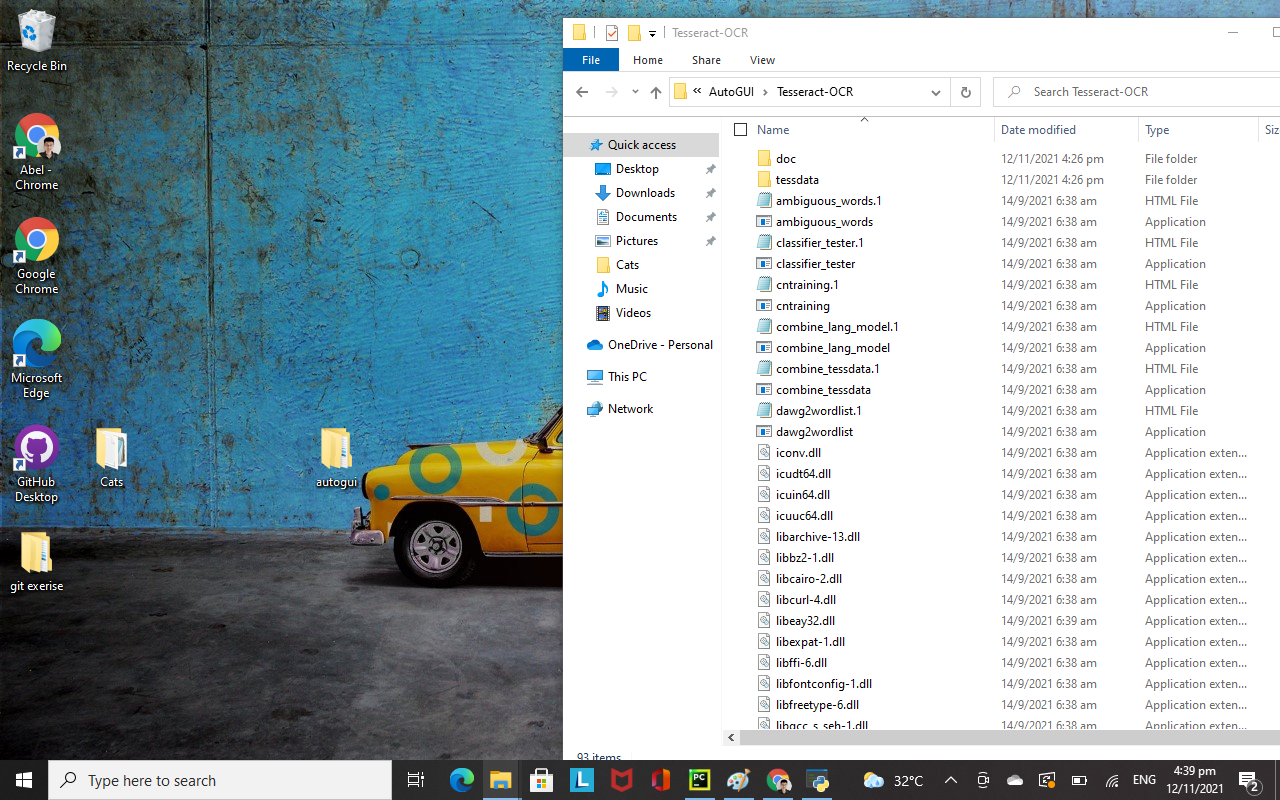 Recycle Bin
Abel -
Chrome
Google
Chrome
Microsoft
Edge
GitHub
Desktop
Cats
autogui
git exerise
Tesseract-OCR
File Home Share View
« AutoGUI › Tesseract-OCR
Search Tesseract-OCR
Quick access
Desktop
Downloads
Documents
Pictures
Cats
Music
Videos
OneDrive - Personal
This PC
Network
Name Date modified Type Siz
doc 12/11/2021 4:26 pm File folder
tessdata 12/11/2021 4:26 pm File folder
ambiguous_words.1 14/9/2021 6:38 am HTML File
ambiguous_words 14/9/2021 6:38 am Application
classifier_tester.1 14/9/2021 6:38 am HTML File
classifier_tester 14/9/2021 6:38 am Application
cntraining.1 14/9/2021 6:38 am HTML File
cntraining 14/9/2021 6:38 am Application
combine_lang_model.1 14/9/2021 6:38 am HTML File
combine_lang_model 14/9/2021 6:38 am Application
combine_tessdata.1 14/9/2021 6:38 am HTML File
combine_tessdata 14/9/2021 6:38 am Application
dawg2wordlist.1 14/9/2021 6:38 am HTML File
dawg2wordlist 14/9/2021 6:38 am Application
iconv.dll 14/9/2021 6:38 am Application exten...
icudt64.dll 14/9/2021 6:38 am Application exten...
icuin64.dll 14/9/2021 6:38 am Application exten...
icuuc64.dll 14/9/2021 6:38 am Application exten...
libarchive-13.dll 14/9/2021 6:38 am Application exten...
libbz2-1.dll 14/9/2021 6:38 am Application exten...
libcairo-2.dll 14/9/2021 6:38 am Application exten...
libcurl-4.dll 14/9/2021 6:38 am Application exten...
libeay32.dll 14/9/2021 6:39 am Application exten...
libexpat-1.dll 14/9/2021 6:38 am Application exten...
libffi-6.dll 14/9/2021 6:38 am Application exten...
libfontconfig-1.dll 14/9/2021 6:38 am Application exten...
libfreetype-6.dll 14/9/2021 6:38 am Application exten...
libgcc_s_seh-1.dll 14/9/2021 6:38 am Application exten...
93 items
Type here to search
L
PC
32°C
ENG
4:39 pm
12/11/2021
2